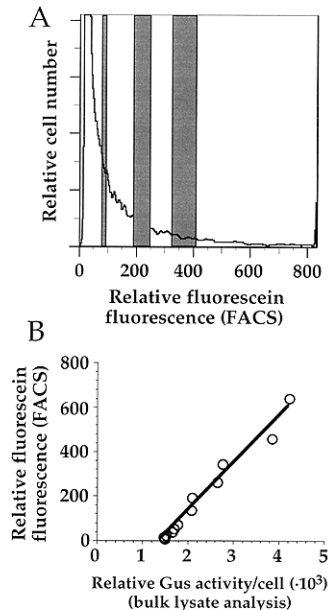 A
Relative cell number
0 200 400 600 800
Relative fluorescein
fluorescence (FACS)
B
Relative fluorescein
fluorescence (FACS)
800
600
400
200
0
0 1 2 3 4 5
Relative Gus activity/cell (·10³)
(bulk lysate analysis)